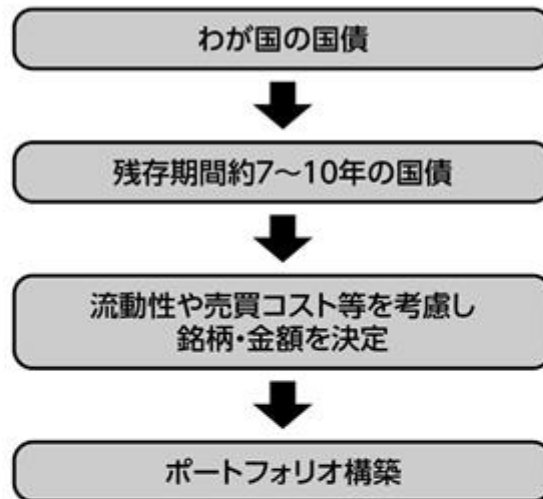 わが国の国債
残存期間約7~10年の国債
流動性や売買コスト等を考慮し
銘柄・金額を決定
ポートフォリオ構築